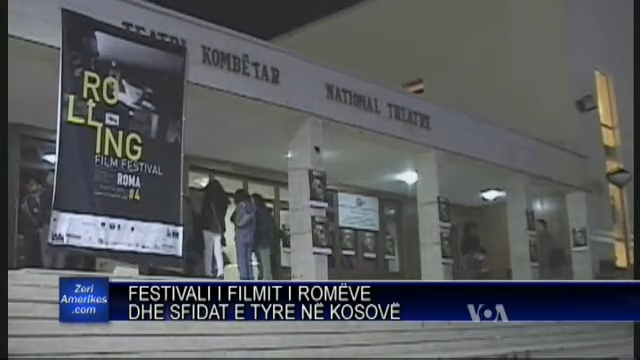 TEATRI KOMBËTAR
NATIONAL THEATRE
RO
LL
ING
FILM FESTIVAL
ROMA
#4
Zeri
Amerikes
.com
FESTIVALI I FILMIT I ROMËVE
DHE SFIDAT E TYRE NË KOSOVË
VOA